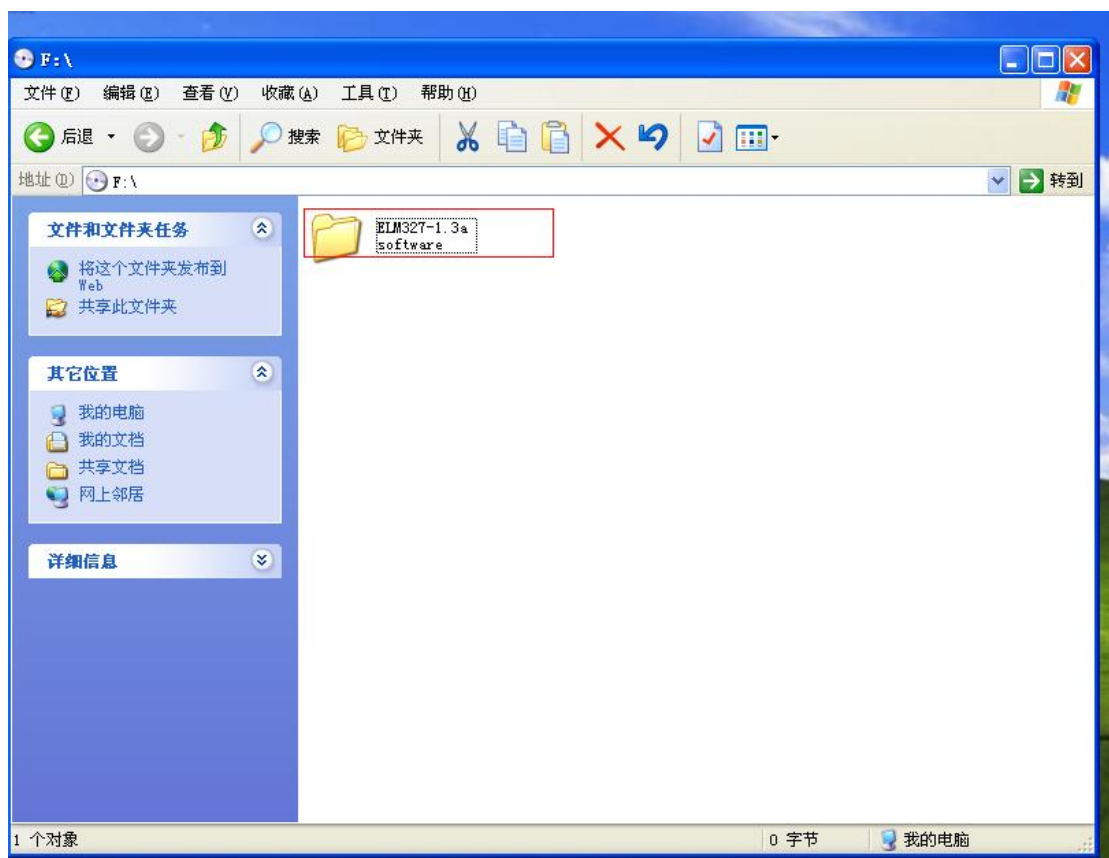 F:\
文件(F) 编辑(E) 查看(V) 收藏(A) 工具(T) 帮助(H)
后退 搜索 文件夹
地址(D) F:\ 转到
文件和文件夹任务
将这个文件夹发布到
Web
共享此文件夹
其它位置
我的电脑
我的文档
共享文档
网上邻居
详细信息
ELM327-1.3a
software
1 个对象 0 字节 我的电脑